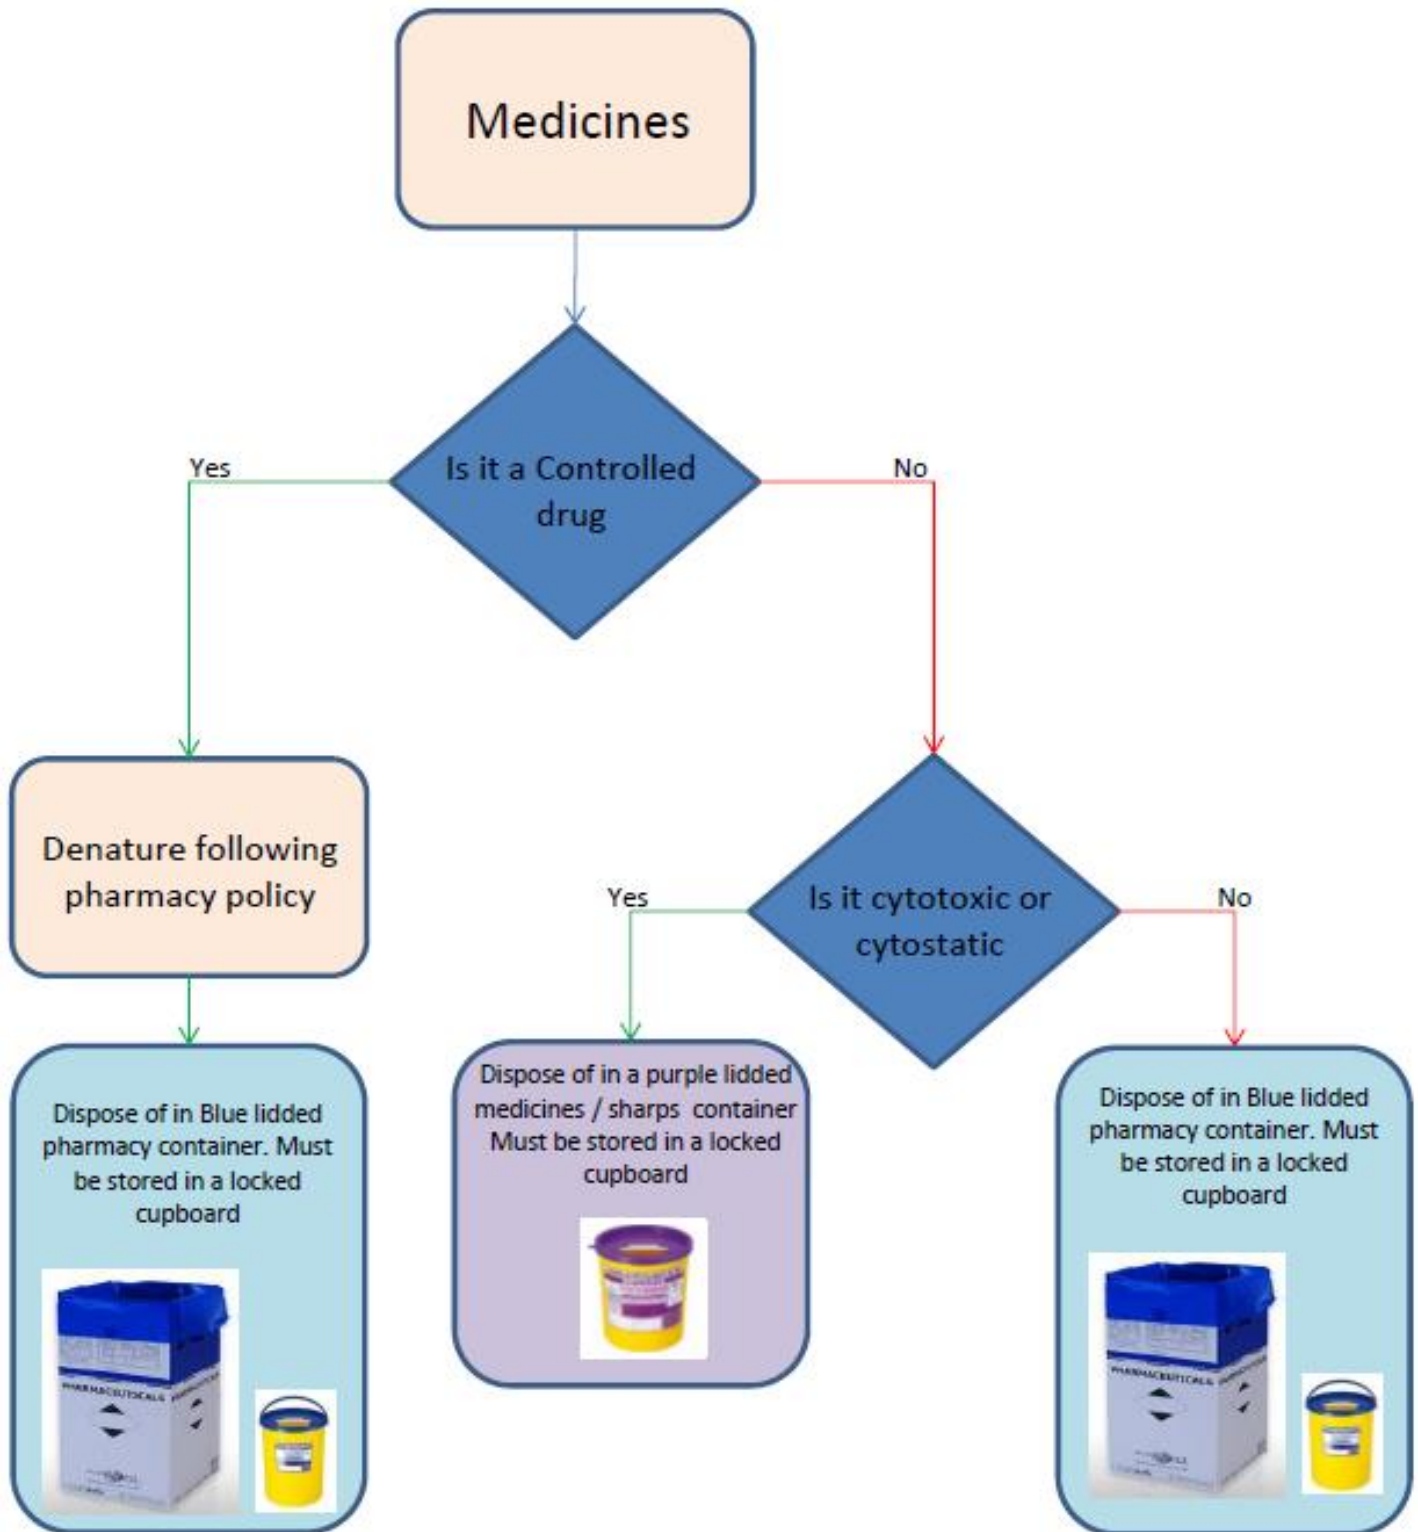 Medicines
Is it a Controlled
drug
Yes
No
Denature following
pharmacy policy
Is it cytotoxic or
cytostatic
Yes
No
Dispose of in Blue lidded
pharmacy container. Must
be stored in a locked
cupboard
PHARMACEUTICALS
Dispose of in a purple lidded
medicines / sharps container
Must be stored in a locked
cupboard
Dispose of in Blue lidded
pharmacy container. Must
be stored in a locked
cupboard
PHARMACEUTICALS